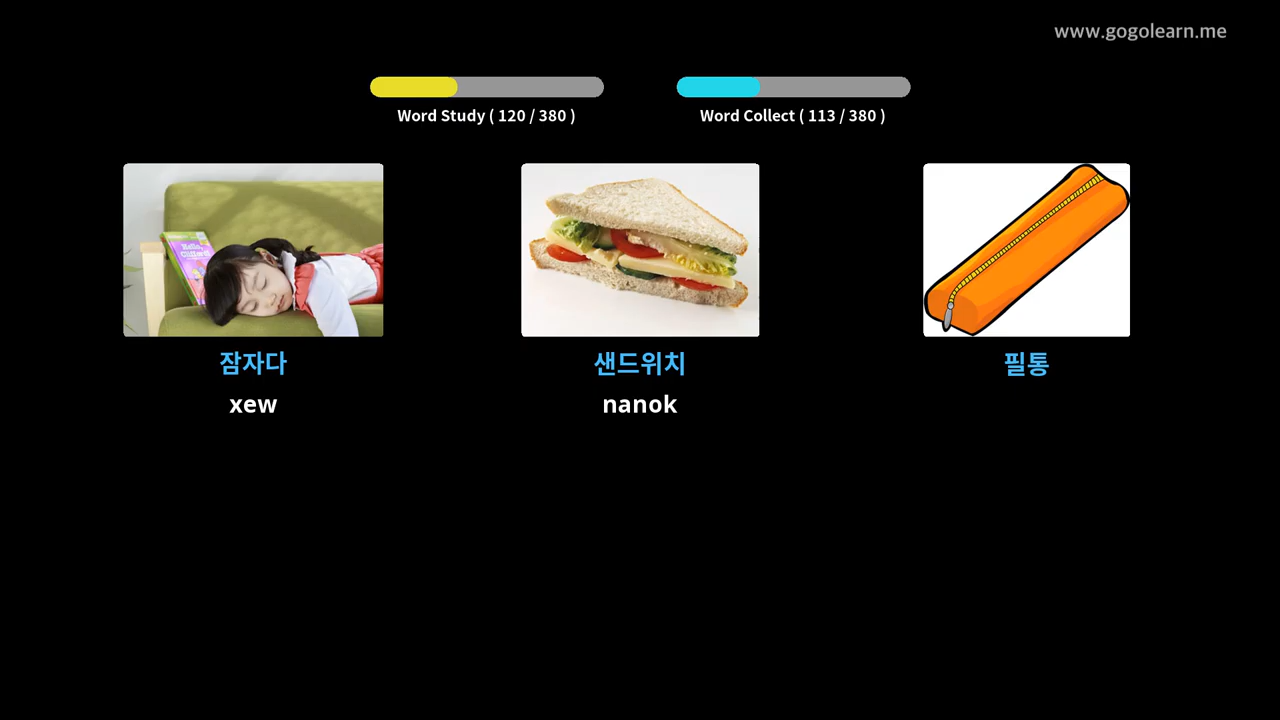 www.gogolearn.me
Word Study ( 120 / 380 )
Word Collect ( 113 / 380 )
잠자다
샌드위치
필통
xew
nanok